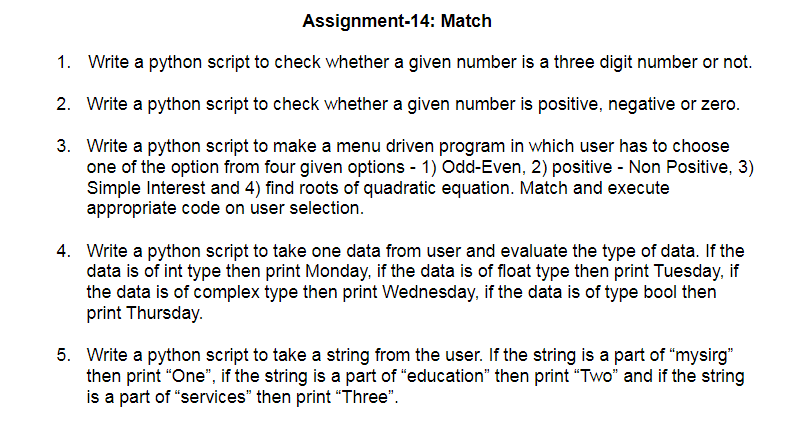 Assignment-14: Match
1. Write a python script to check whether a given number is a three digit number or not.
2. Write a python script to check whether a given number is positive, negative or zero.
3. Write a python script to make a menu driven program in which user has to choose
one of the option from four given options - 1) Odd-Even, 2) positive - Non Positive, 3)
Simple Interest and 4) find roots of quadratic equation. Match and execute
appropriate code on user selection.
4. Write a python script to take one data from user and evaluate the type of data. If the
data is of int type then print Monday, if the data is of float type then print Tuesday, if
the data is of complex type then print Wednesday, if the data is of type bool then
print Thursday.
5. Write a python script to take a string from the user. If the string is a part of “mysirg”
then print “One”, if the string is a part of “education” then print “Two” and if the string
is a part of “services” then print “Three”.